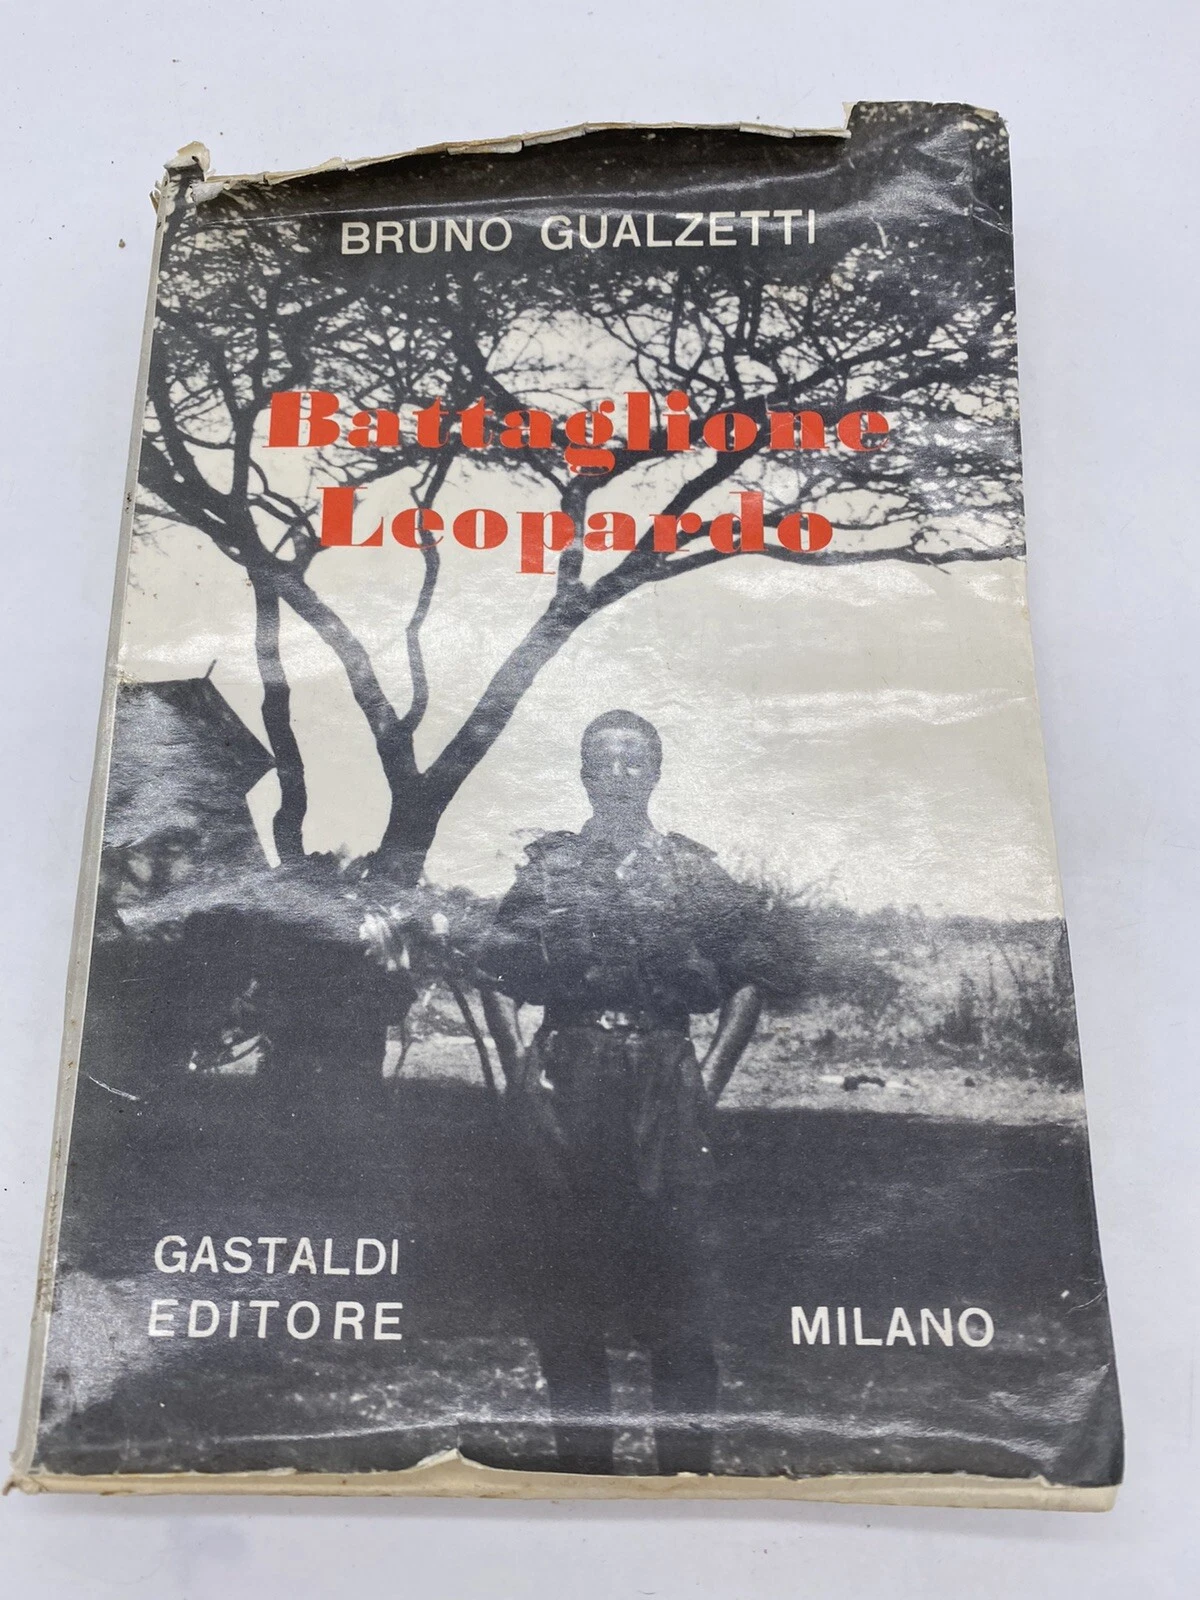 BRUNO GUALZETTI
Battaglione
Leopardo
GASTALDI
EDITORE
MILANO